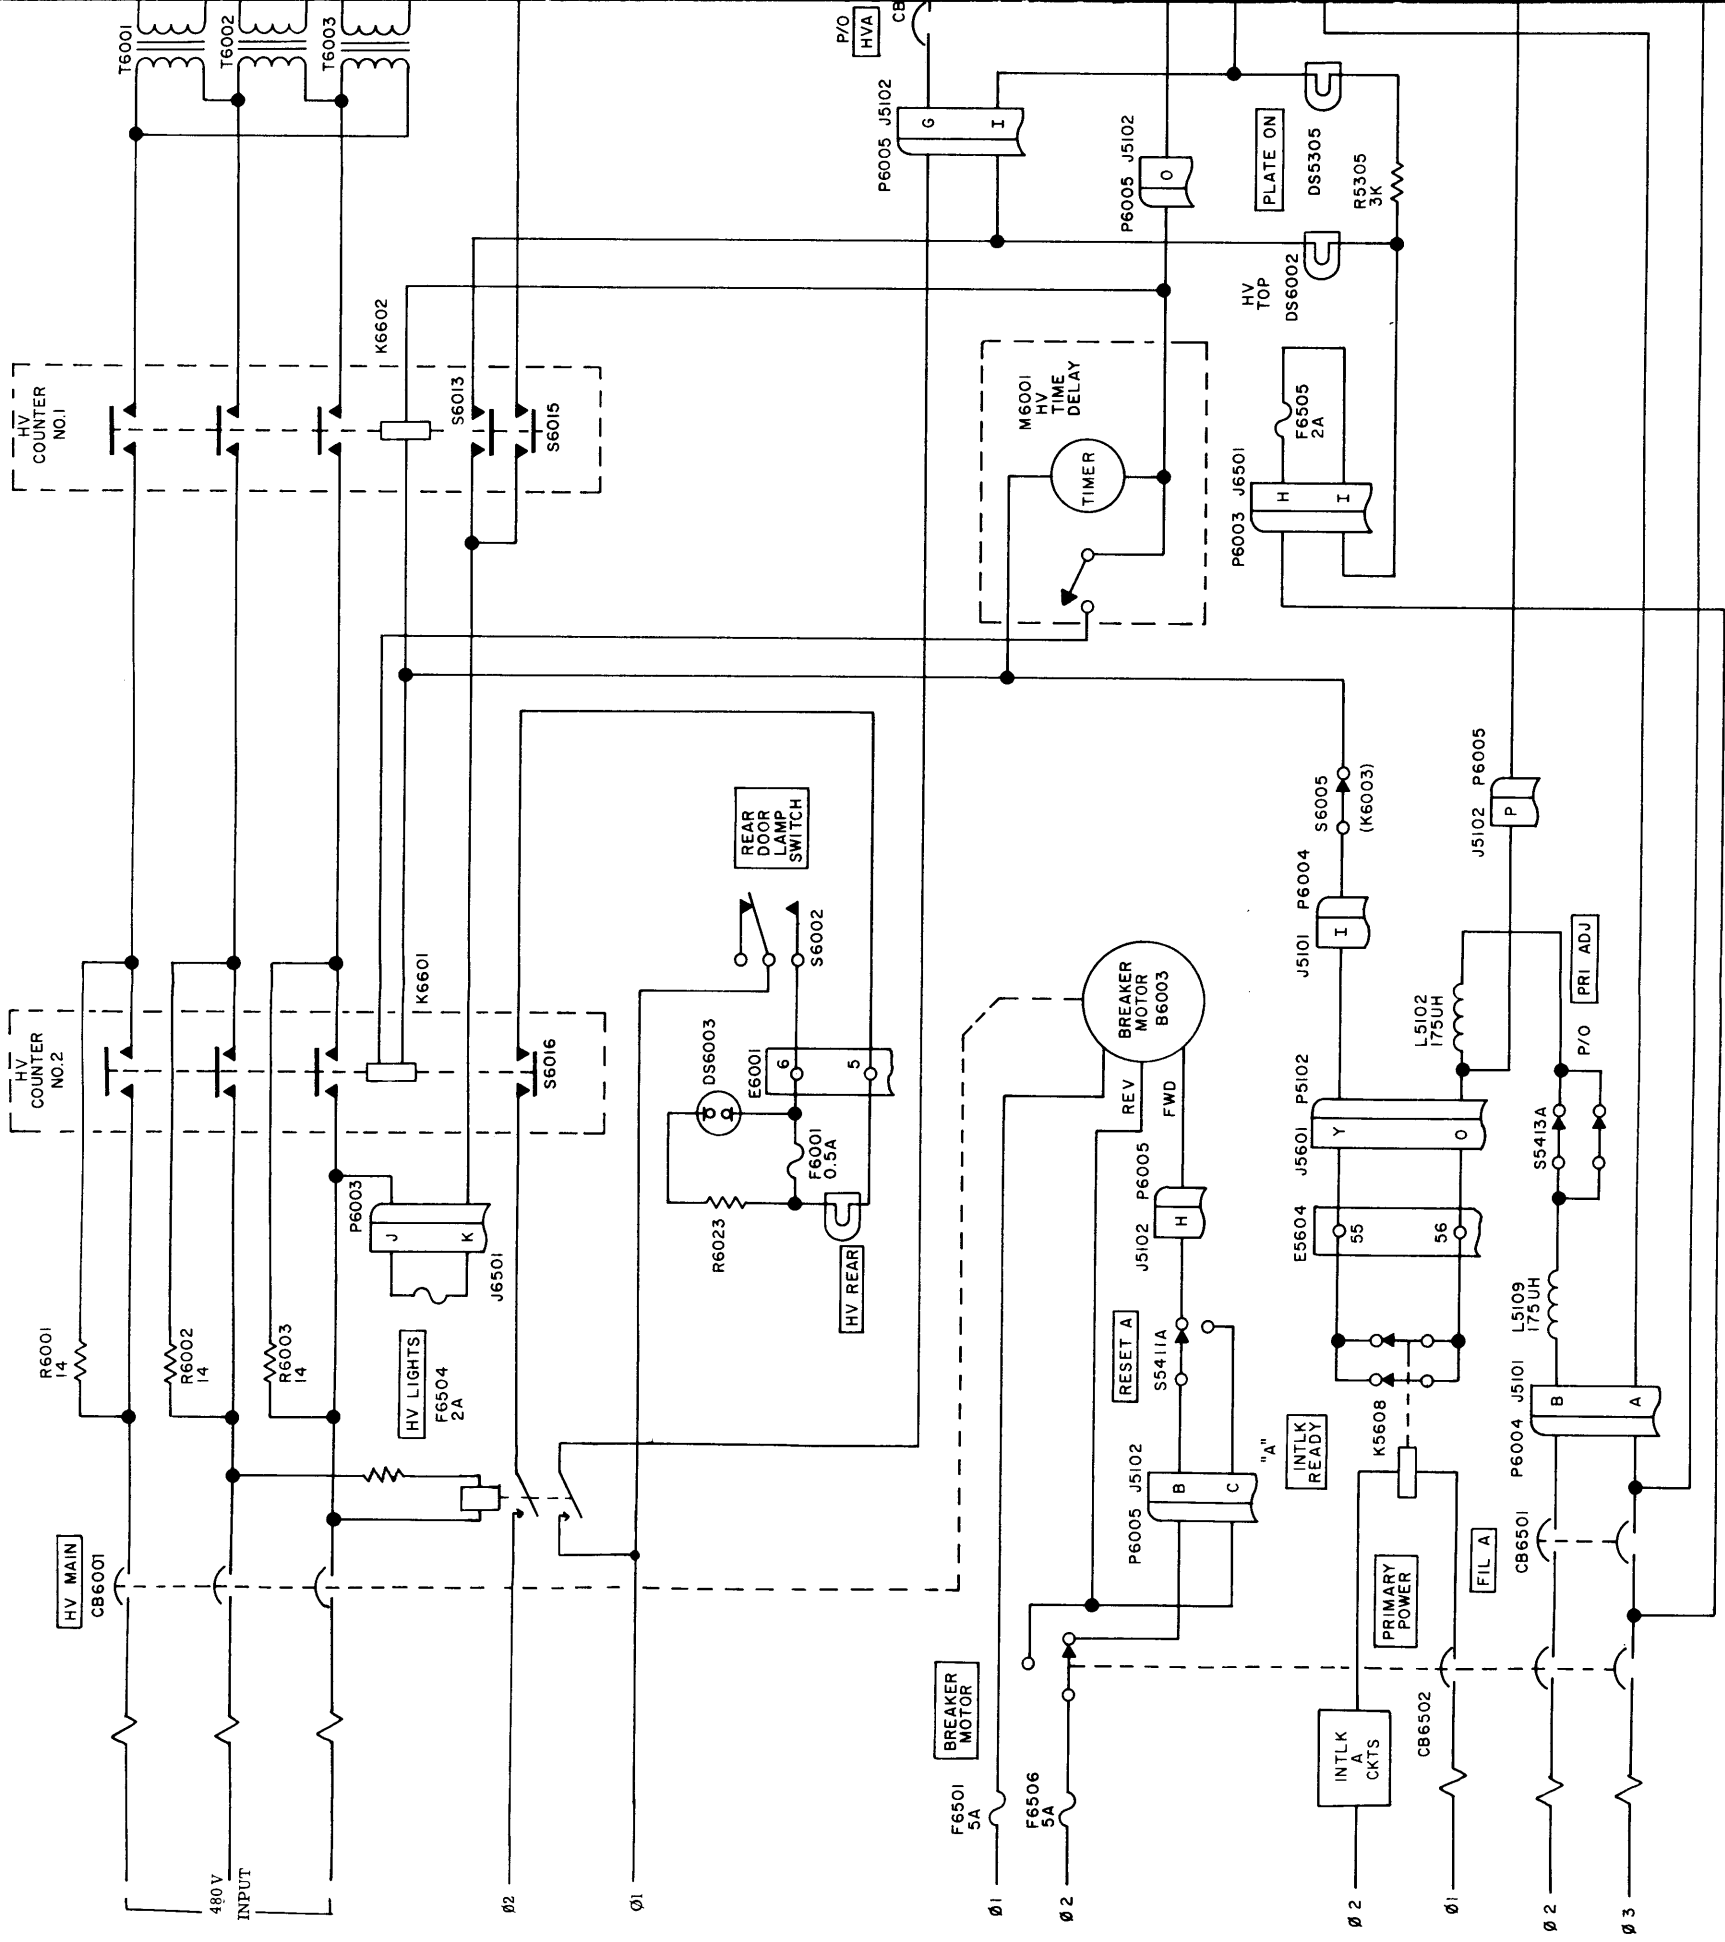 T6001
T6002
T6003
P/O
HVA
CB
P6005 J5102
G
I
P6005 J5102
O
PLATE ON
DS5305
R5305
3K
HV
TOP
DS6002
K6602
HV
COUNTER
NO.1
S6013
S6015
M6001
HV
TIME
DELAY
TIMER
F6505
2A
P6003 J6501
H
I
REAR
DOOR
LAMP
SWITCH
S6002
S6005
(K6003)
J5102 P6005
P
J5101 P6004
I
HV
COUNTER
NO.2
K6601
S6016
DS6003
E6001
6
5
F6001
0.5A
R6023
HV REAR
BREAKER
MOTOR
B6003
REV
FWD
J5102 P6005
H
L5102
175UH
PRI ADJ
P/O
S5413A
J5601 P5102
Y
O
E5604
55
56
L5109
175UH
P6003
J
K
J6501
R6001
14
R6002
14
R6003
14
HV LIGHTS
F6504
2A
RESET A
S5411A
P6005 J5102
B
C
"A"
INTLK
READY
K5608
P6004 J5101
B
A
HV MAIN
CB6001
CB6501
FIL A
PRIMARY
POWER
BREAKER
MOTOR
F6501
5A
F6506
5A
INTLK
A
CKTS
CB6502
480V
INPUT
Ø2
Ø1
Ø1
Ø2
Ø2
Ø1
Ø2
Ø3